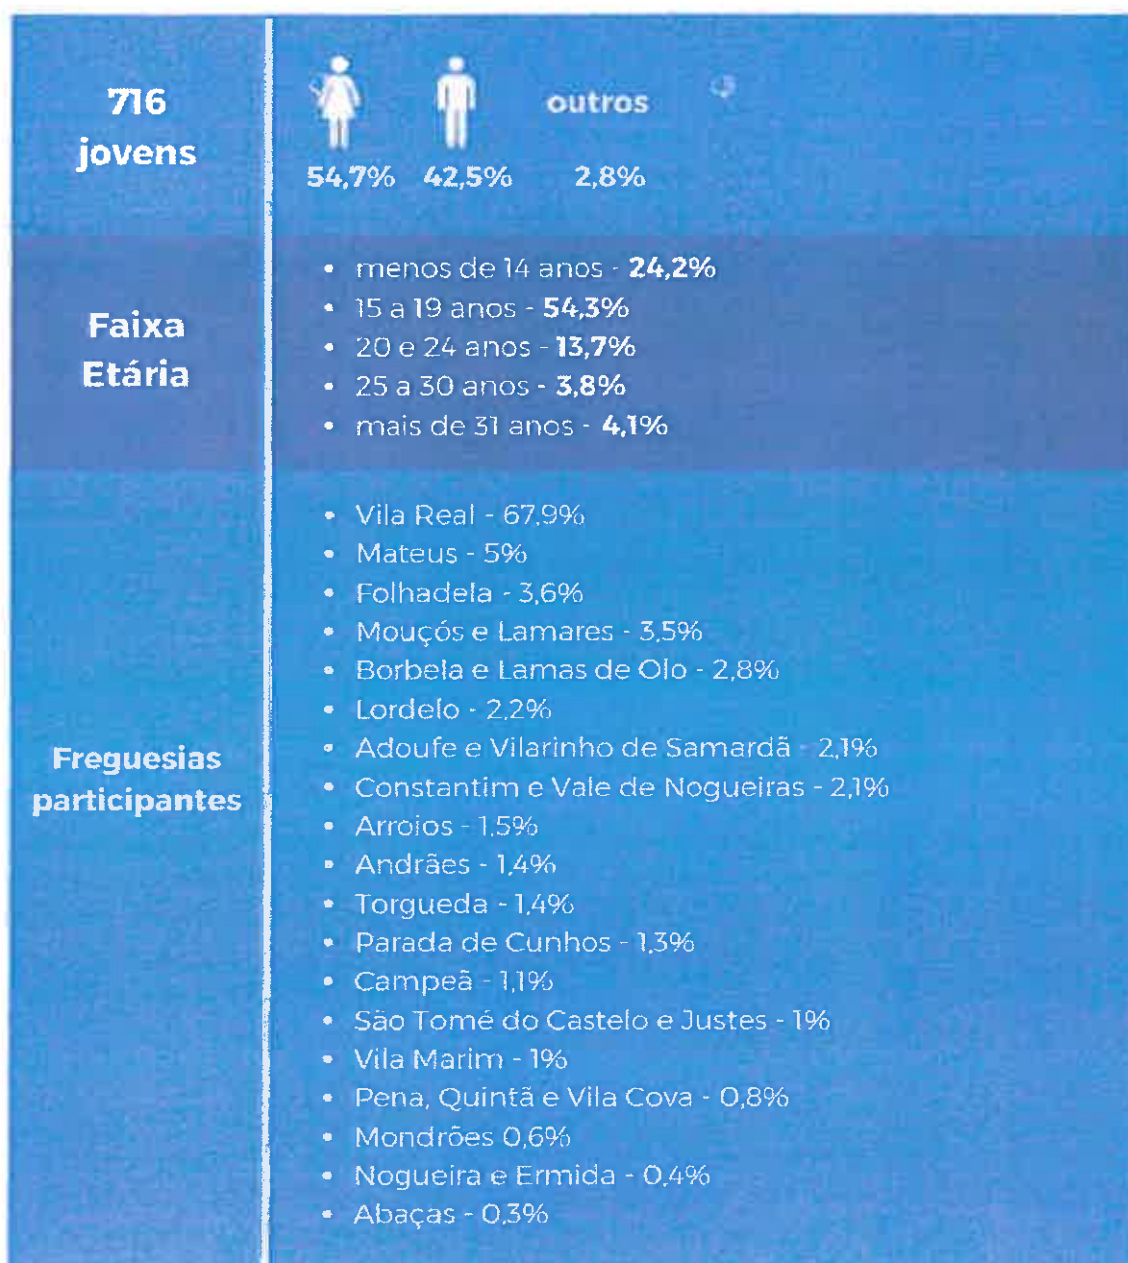 716
jovens
outros
54,7% 42,5% 2,8%
Faixa
Etária
• menos de 14 anos - 24,2%
• 15 a 19 anos - 54,3%
• 20 e 24 anos - 13,7%
• 25 a 30 anos - 3,8%
• mais de 31 anos - 4,1%
Freguesias
participantes
• Vila Real - 67,9%
• Mateus - 5%
• Folhadela - 3,6%
• Mouçós e Lamares - 3,5%
• Borbela e Lamas de Olo - 2,8%
• Lordelo - 2,2%
• Adoufe e Vilarinho de Samardã - 2,1%
• Constantim e Vale de Nogueiras - 2,1%
• Arroios - 1,5%
• Andrães - 1,4%
• Torgueda - 1,4%
• Parada de Cunhos - 1,3%
• Campeã - 1,1%
• São Tomé do Castelo e Justes - 1%
• Vila Marim - 1%
• Pena, Quintã e Vila Cova - 0,8%
• Mondrões 0,6%
• Nogueira e Ermida - 0,4%
• Abaças - 0,3%